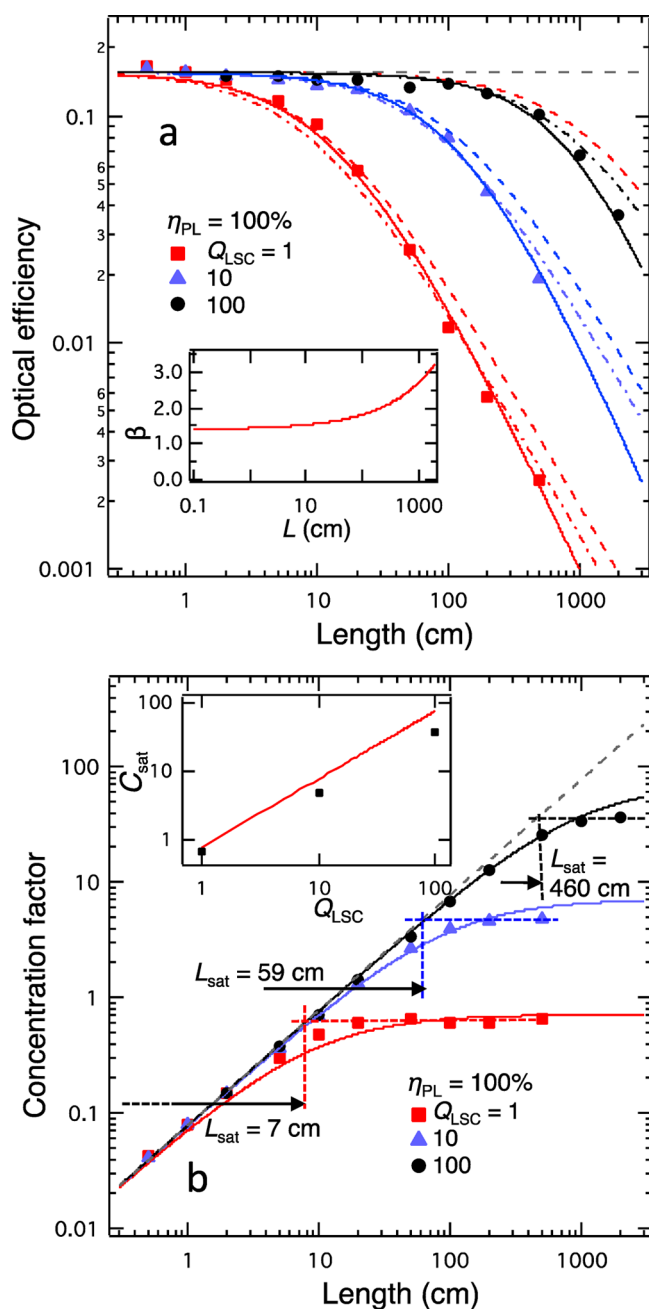 0.2
0.1
8
6
5
4
3
2
0.01
8
6
5
4
3
2
0.001
Optical efficiency
a
ηPL = 100%
QLSC = 1
10
100
3.0
2.0
1.0
0.0
β
0.1
10
1000
L (cm)
1
10
100
1000
Length (cm)
100
10
1
0.1
0.01
Concentration factor
100
10
1
Csat
1
10
100
QLSC
Lsat =
460 cm
Lsat = 59 cm
Lsat = 7 cm
ηPL = 100%
QLSC = 1
10
100
b
1
10
100
1000
Length (cm)